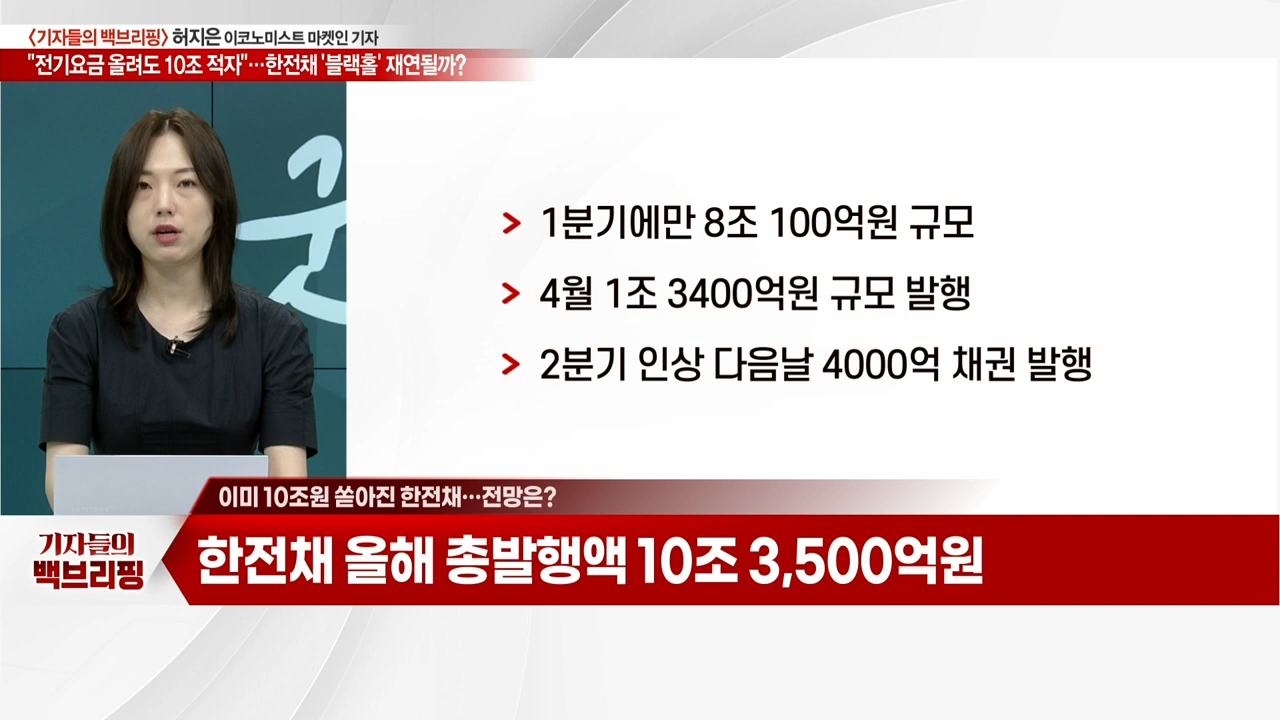 〈기자들의 백브리핑〉 허지은 이코노미스트 마켓인 기자
"전기요금 올려도 10조 적자"…한전채 '블랙홀' 재연될까?
> 1분기에만 8조 100억원 규모
> 4월 1조 3400억원 규모 발행
> 2분기 인상 다음날 4000억 채권 발행
이미 10조원 쏟아진 한전채…전망은?
기자들의
백브리핑
한전채 올해 총발행액 10조 3,500억원